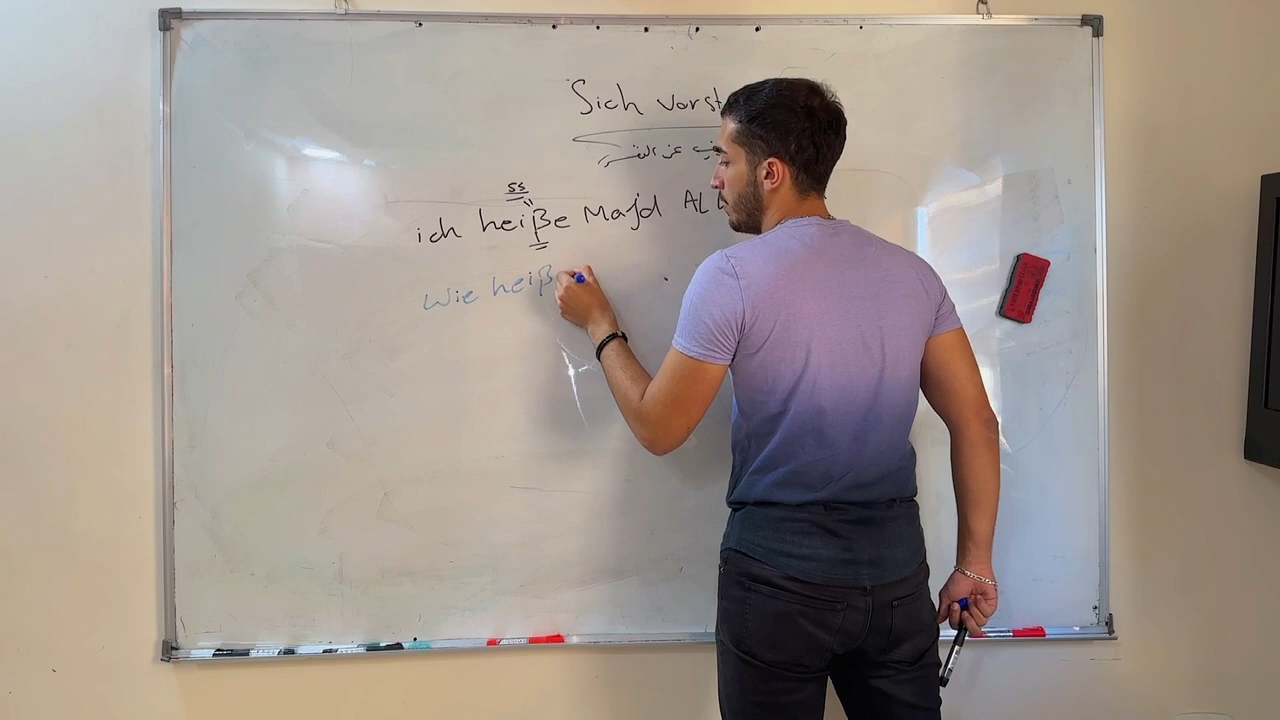 Sich vorst
عن النفس
ss
ich heiße Majd AL
Wie heiß